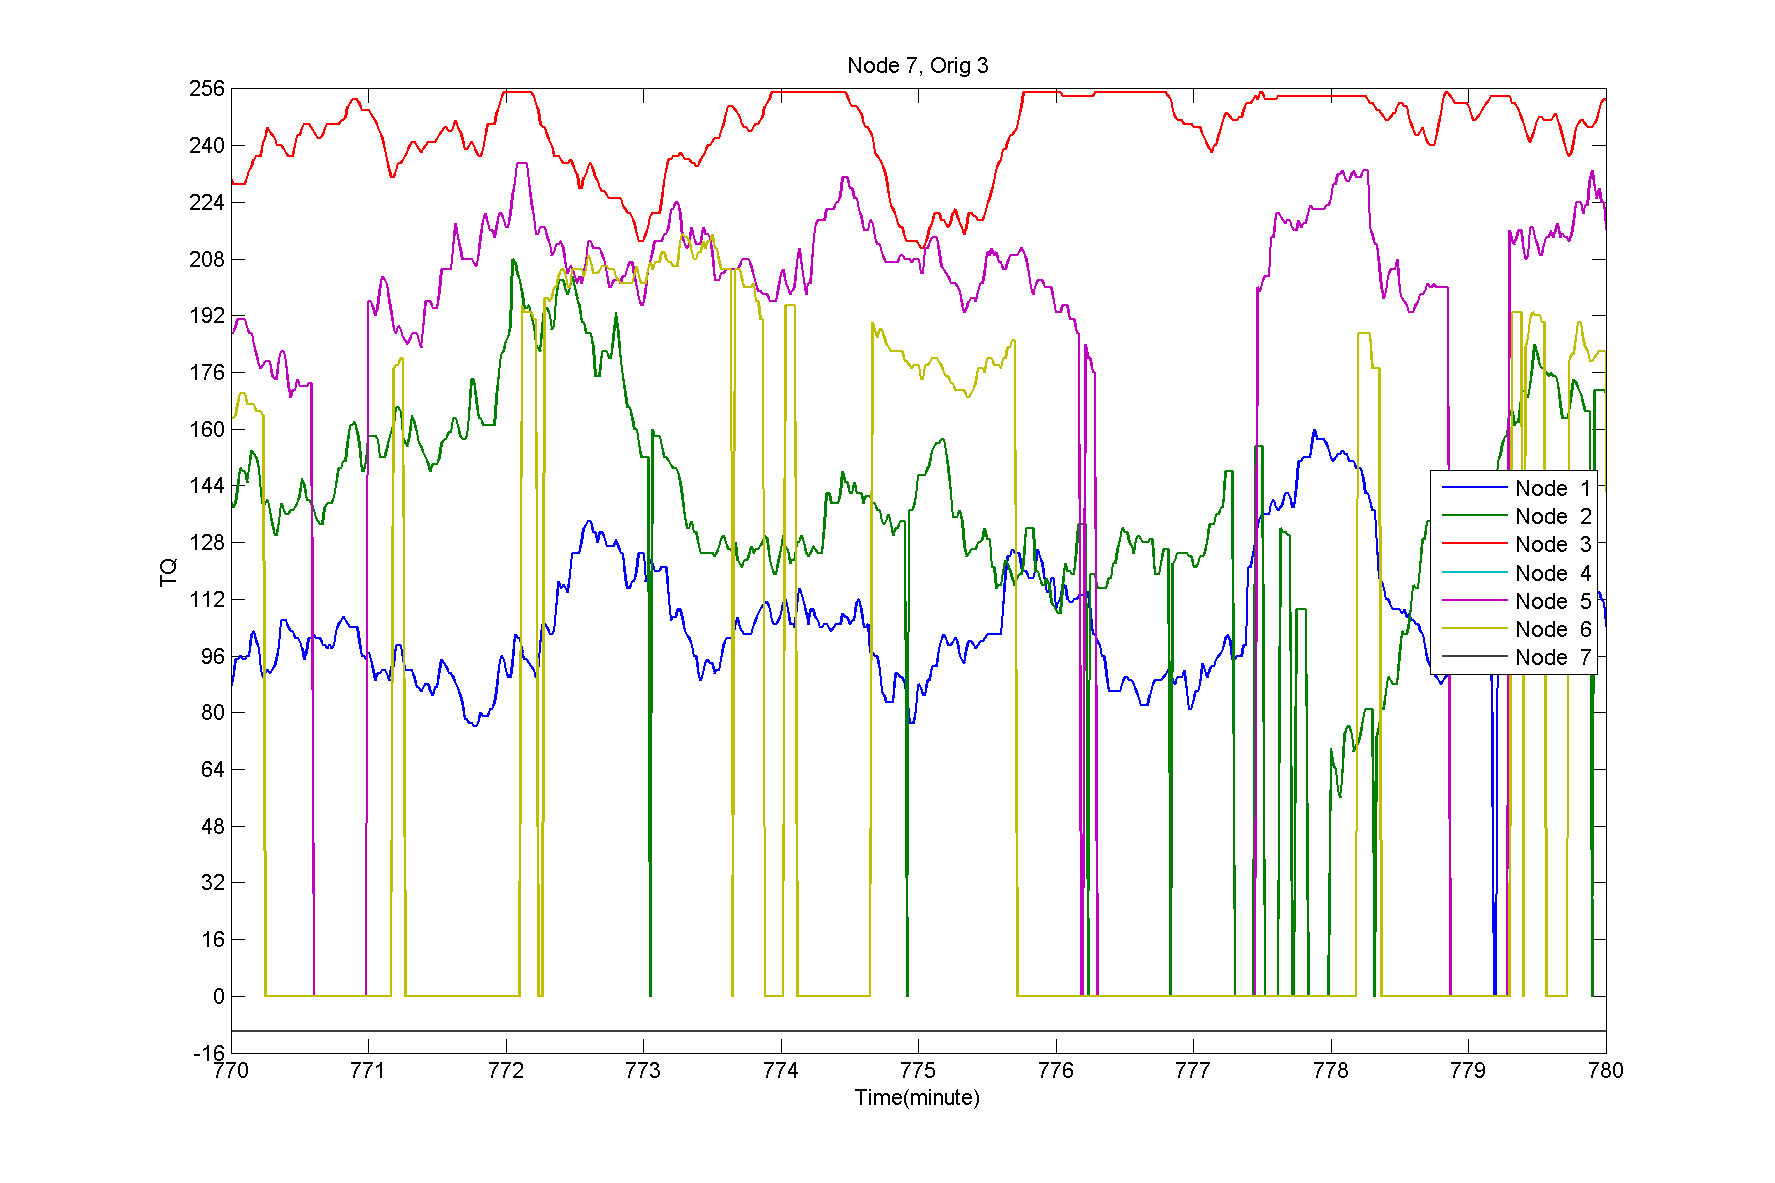 Node 7, Orig 3
256
240
224
208
192
176
160
144
128
112
96
80
64
48
32
16
0
-16
TQ
770 771 772 773 774 775 776 777 778 779 780
Time(minute)
Node 1
Node 2
Node 3
Node 4
Node 5
Node 6
Node 7